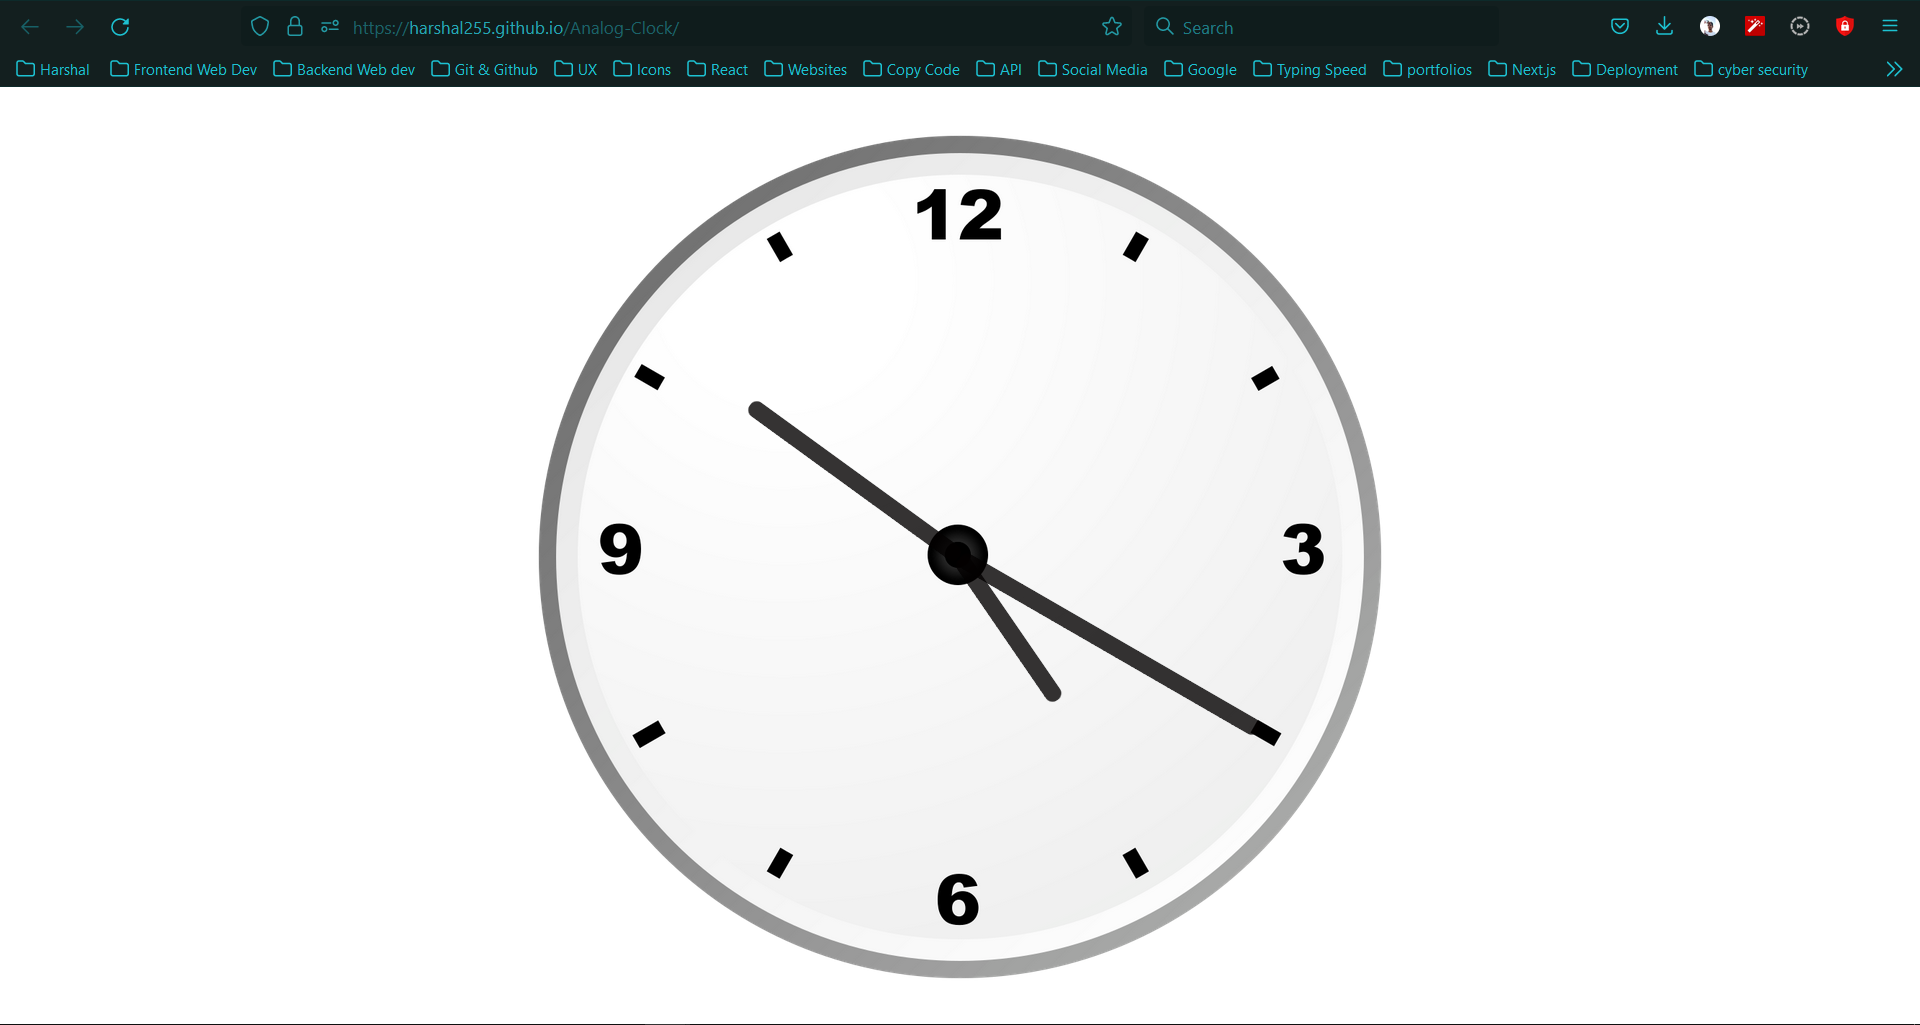 https://harshal255.github.io/Analog-Clock/ Search
Harshal Frontend Web Dev Backend Web dev Git & Github UX Icons React Websites Copy Code API Social Media Google Typing Speed portfolios Next.js Deployment cyber security
12
9 3
6